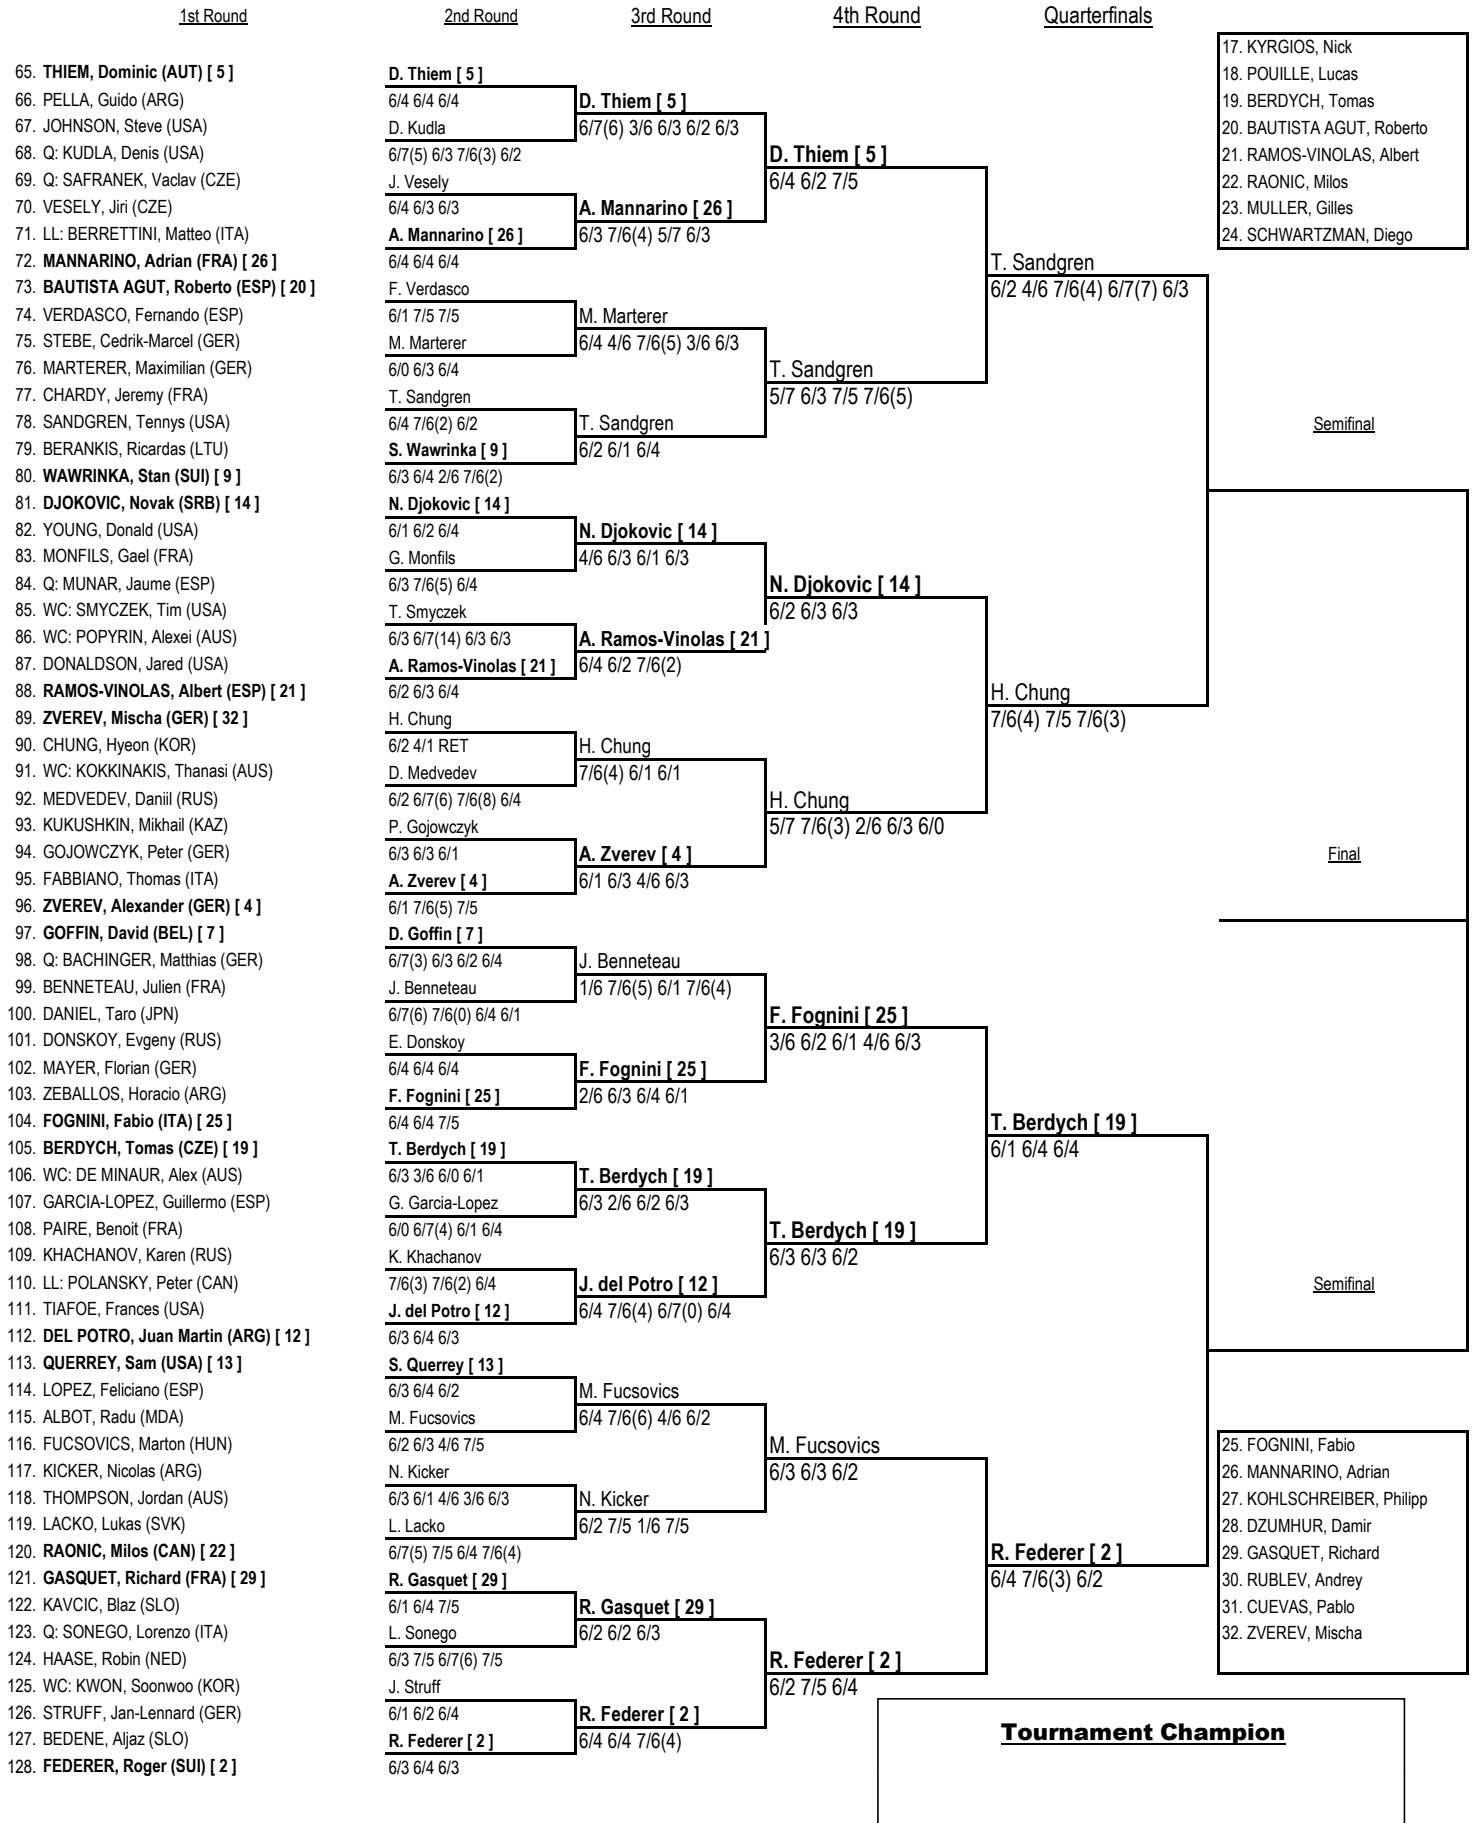 1st Round
2nd Round
3rd Round
4th Round
Quarterfinals
65. THIEM, Dominic (AUT) [ 5 ]
66. PELLA, Guido (ARG)
67. JOHNSON, Steve (USA)
68. Q: KUDLA, Denis (USA)
69. Q: SAFRANEK, Vaclav (CZE)
70. VESELY, Jiri (CZE)
71. LL: BERRETTINI, Matteo (ITA)
72. MANNARINO, Adrian (FRA) [ 26 ]
73. BAUTISTA AGUT, Roberto (ESP) [ 20 ]
74. VERDASCO, Fernando (ESP)
75. STEBE, Cedrik-Marcel (GER)
76. MARTERER, Maximilian (GER)
77. CHARDY, Jeremy (FRA)
78. SANDGREN, Tennys (USA)
79. BERANKIS, Ricardas (LTU)
80. WAWRINKA, Stan (SUI) [ 9 ]
81. DJOKOVIC, Novak (SRB) [ 14 ]
82. YOUNG, Donald (USA)
83. MONFILS, Gael (FRA)
84. Q: MUNAR, Jaume (ESP)
85. WC: SMYCZEK, Tim (USA)
86. WC: POPYRIN, Alexei (AUS)
87. DONALDSON, Jared (USA)
88. RAMOS-VINOLAS, Albert (ESP) [ 21 ]
89. ZVEREV, Mischa (GER) [ 32 ]
90. CHUNG, Hyeon (KOR)
91. WC: KOKKINAKIS, Thanasi (AUS)
92. MEDVEDEV, Daniil (RUS)
93. KUKUSHKIN, Mikhail (KAZ)
94. GOJOWCZYK, Peter (GER)
95. FABBIANO, Thomas (ITA)
96. ZVEREV, Alexander (GER) [ 4 ]
97. GOFFIN, David (BEL) [ 7 ]
98. Q: BACHINGER, Matthias (GER)
99. BENNETEAU, Julien (FRA)
100. DANIEL, Taro (JPN)
101. DONSKOY, Evgeny (RUS)
102. MAYER, Florian (GER)
103. ZEBALLOS, Horacio (ARG)
104. FOGNINI, Fabio (ITA) [ 25 ]
105. BERDYCH, Tomas (CZE) [ 19 ]
106. WC: DE MINAUR, Alex (AUS)
107. GARCIA-LOPEZ, Guillermo (ESP)
108. PAIRE, Benoit (FRA)
109. KHACHANOV, Karen (RUS)
110. LL: POLANSKY, Peter (CAN)
111. TIAFOE, Frances (USA)
112. DEL POTRO, Juan Martin (ARG) [ 12 ]
113. QUERREY, Sam (USA) [ 13 ]
114. LOPEZ, Feliciano (ESP)
115. ALBOT, Radu (MDA)
116. FUCSOVICS, Marton (HUN)
117. KICKER, Nicolas (ARG)
118. THOMPSON, Jordan (AUS)
119. LACKO, Lukas (SVK)
120. RAONIC, Milos (CAN) [ 22 ]
121. GASQUET, Richard (FRA) [ 29 ]
122. KAVCIC, Blaz (SLO)
123. Q: SONEGO, Lorenzo (ITA)
124. HAASE, Robin (NED)
125. WC: KWON, Soonwoo (KOR)
126. STRUFF, Jan-Lennard (GER)
127. BEDENE, Aljaz (SLO)
128. FEDERER, Roger (SUI) [ 2 ]
D. Thiem [ 5 ]
6/4 6/4 6/4
D. Kudla
6/7(5) 6/3 7/6(3) 6/2
J. Vesely
6/4 6/3 6/3
A. Mannarino [ 26 ]
6/4 6/4 6/4
F. Verdasco
6/1 7/5 7/5
M. Marterer
6/0 6/3 6/4
T. Sandgren
6/4 7/6(2) 6/2
S. Wawrinka [ 9 ]
6/3 6/4 2/6 7/6(2)
N. Djokovic [ 14 ]
6/1 6/2 6/4
G. Monfils
6/3 7/6(5) 6/4
T. Smyczek
6/3 6/7(14) 6/3 6/3
A. Ramos-Vinolas [ 21 ]
6/2 6/3 6/4
H. Chung
6/2 4/1 RET
D. Medvedev
6/2 6/7(6) 7/6(8) 6/4
P. Gojowczyk
6/3 6/3 6/1
A. Zverev [ 4 ]
6/1 7/6(5) 7/5
D. Goffin [ 7 ]
6/7(3) 6/3 6/2 6/4
J. Benneteau
6/7(6) 7/6(0) 6/4 6/1
E. Donskoy
6/4 6/4 6/4
F. Fognini [ 25 ]
6/4 6/4 7/5
T. Berdych [ 19 ]
6/3 3/6 6/0 6/1
G. Garcia-Lopez
6/0 6/7(4) 6/1 6/4
K. Khachanov
7/6(3) 7/6(2) 6/4
J. del Potro [ 12 ]
6/3 6/4 6/3
S. Querrey [ 13 ]
6/3 6/4 6/2
M. Fucsovics
6/2 6/3 4/6 7/5
N. Kicker
6/3 6/1 4/6 3/6 6/3
L. Lacko
6/7(5) 7/5 6/4 7/6(4)
R. Gasquet [ 29 ]
6/1 6/4 7/5
L. Sonego
6/3 7/5 6/7(6) 7/5
J. Struff
6/1 6/2 6/4
R. Federer [ 2 ]
6/3 6/4 6/3
D. Thiem [ 5 ]
6/7(6) 3/6 6/3 6/2 6/3
A. Mannarino [ 26 ]
6/3 7/6(4) 5/7 6/3
M. Marterer
6/4 4/6 7/6(5) 3/6 6/3
T. Sandgren
6/2 6/1 6/4
N. Djokovic [ 14 ]
4/6 6/3 6/1 6/3
A. Ramos-Vinolas [ 21 ]
6/4 6/2 7/6(2)
H. Chung
7/6(4) 6/1 6/1
A. Zverev [ 4 ]
6/1 6/3 4/6 6/3
J. Benneteau
1/6 7/6(5) 6/1 7/6(4)
F. Fognini [ 25 ]
2/6 6/3 6/4 6/1
T. Berdych [ 19 ]
6/3 2/6 6/2 6/3
J. del Potro [ 12 ]
6/4 7/6(4) 6/7(0) 6/4
M. Fucsovics
6/4 7/6(6) 4/6 6/2
N. Kicker
6/2 7/5 1/6 7/5
R. Gasquet [ 29 ]
6/2 6/2 6/3
R. Federer [ 2 ]
6/4 6/4 7/6(4)
D. Thiem [ 5 ]
6/4 6/2 7/5
T. Sandgren
5/7 6/3 7/5 7/6(5)
N. Djokovic [ 14 ]
6/2 6/3 6/3
H. Chung
5/7 7/6(3) 2/6 6/3 6/0
F. Fognini [ 25 ]
3/6 6/2 6/1 4/6 6/3
T. Berdych [ 19 ]
6/3 6/3 6/2
M. Fucsovics
6/3 6/3 6/2
R. Federer [ 2 ]
6/2 7/5 6/4
T. Sandgren
6/2 4/6 7/6(4) 6/7(7) 6/3
H. Chung
7/6(4) 7/5 7/6(3)
T. Berdych [ 19 ]
6/1 6/4 6/4
R. Federer [ 2 ]
6/4 7/6(3) 6/2
17. KYRGIOS, Nick
18. POUILLE, Lucas
19. BERDYCH, Tomas
20. BAUTISTA AGUT, Roberto
21. RAMOS-VINOLAS, Albert
22. RAONIC, Milos
23. MULLER, Gilles
24. SCHWARTZMAN, Diego
Semifinal
Final
Semifinal
25. FOGNINI, Fabio
26. MANNARINO, Adrian
27. KOHLSCHREIBER, Philipp
28. DZUMHUR, Damir
29. GASQUET, Richard
30. RUBLEV, Andrey
31. CUEVAS, Pablo
32. ZVEREV, Mischa
Tournament Champion